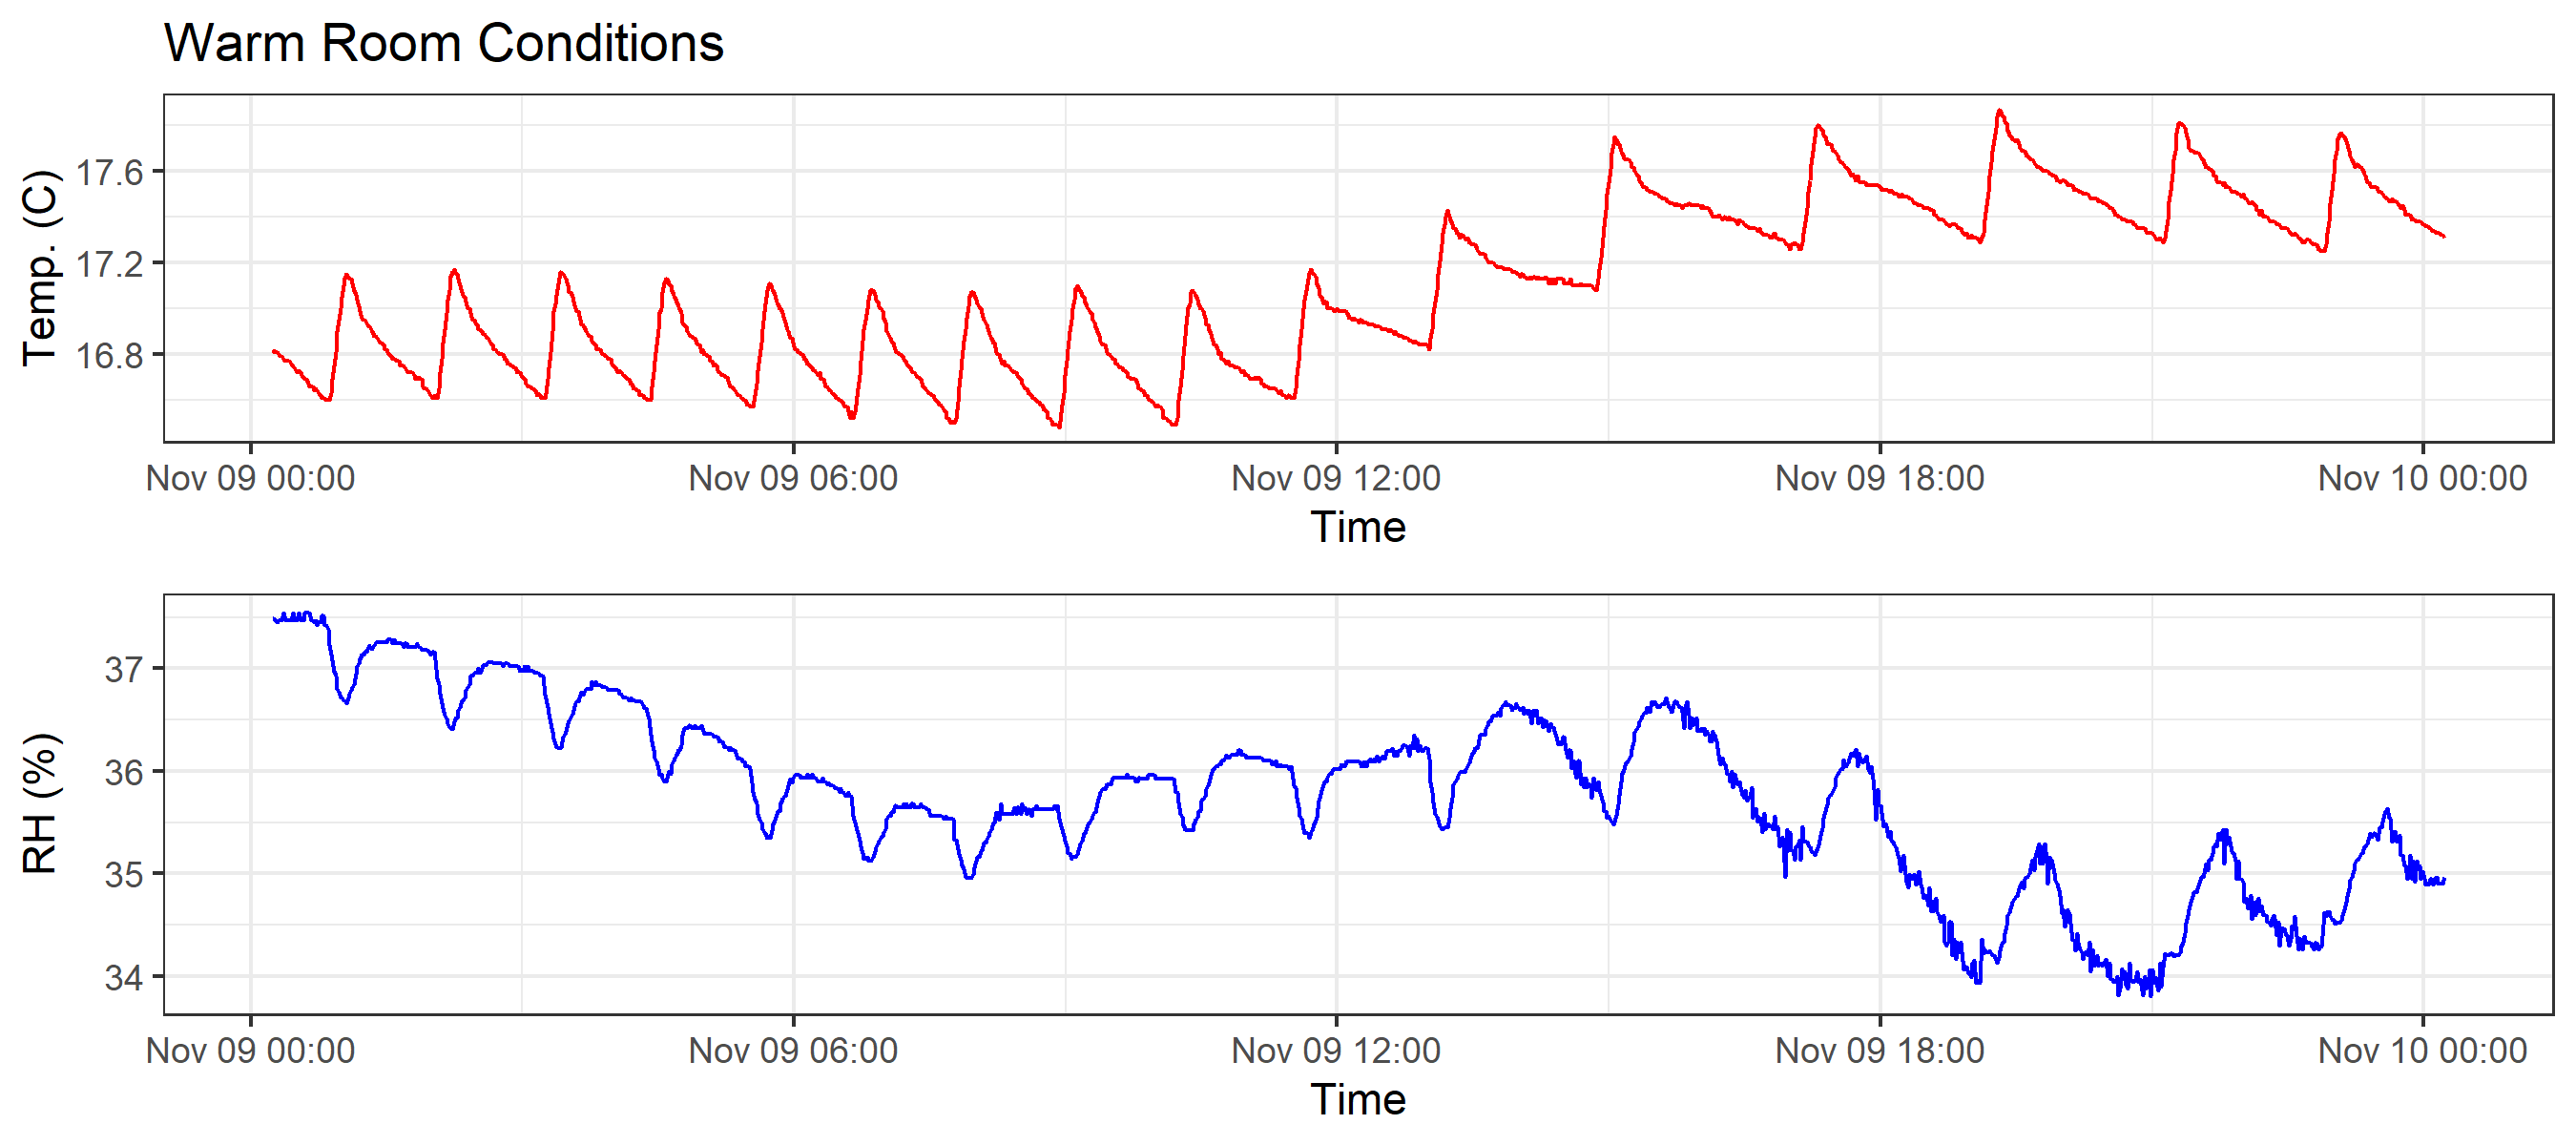 Warm Room Conditions
Temp. (C)
17.6
17.2
16.8
Nov 09 00:00 Nov 09 06:00 Nov 09 12:00 Nov 09 18:00 Nov 10 00:00
Time
RH (%)
37
36
35
34
Nov 09 00:00 Nov 09 06:00 Nov 09 12:00 Nov 09 18:00 Nov 10 00:00
Time